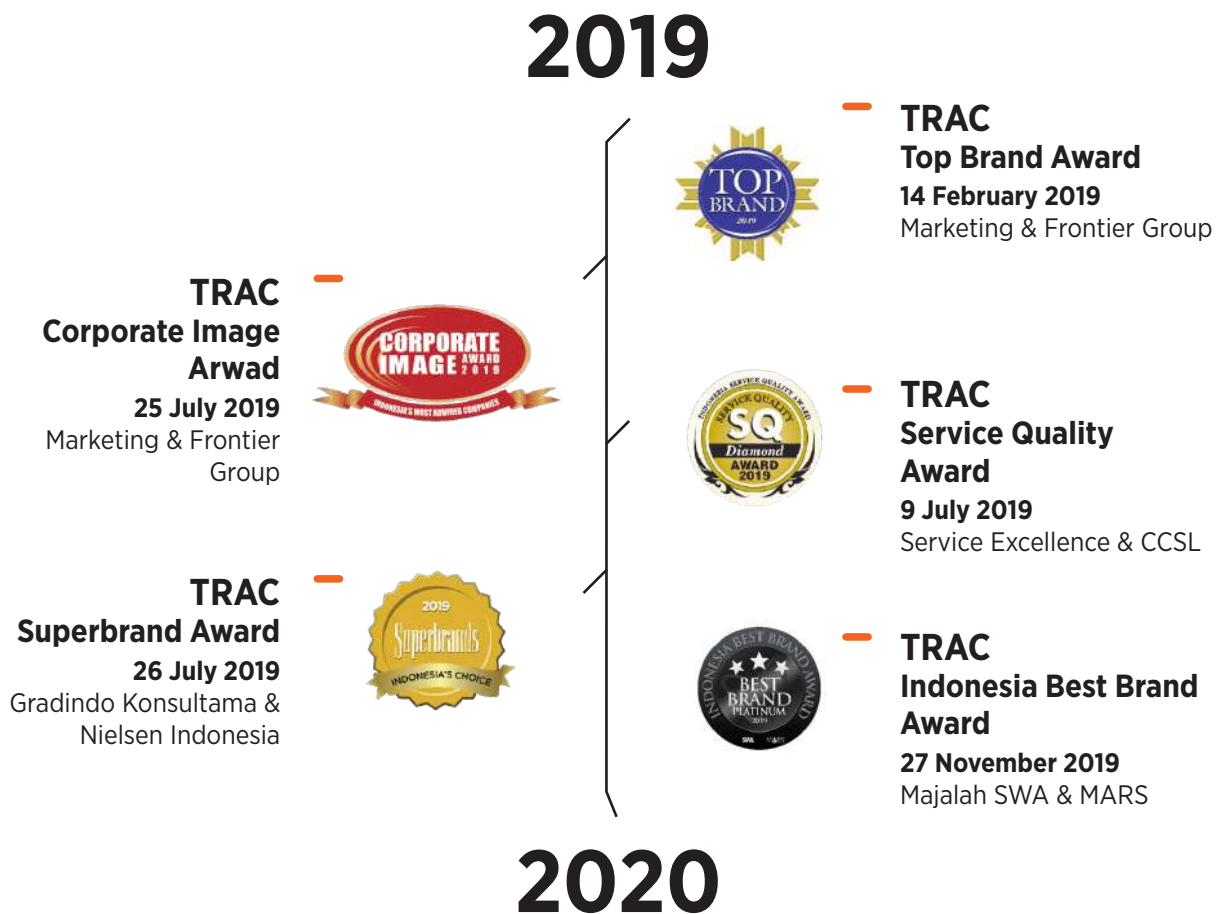 2019
TRAC
Top Brand Award
14 February 2019
Marketing & Frontier Group
TOP
BRAND
2019
TRAC
Corporate Image
Arwad
25 July 2019
Marketing & Frontier
Group
CORPORATE
IMAGE AWARD
2019
INDONESIA'S MOST ADMIRED COMPANIES
TRAC
Service Quality
Award
9 July 2019
Service Excellence & CCSL
INDONESIA SERVICE QUALITY AWARD
SERVICE QUALITY
SQ
Diamond
AWARD
2019
TRAC
Superbrand Award
26 July 2019
Gradindo Konsultama &
Nielsen Indonesia
2019
Superbrands
INDONESIA'S CHOICE
TRAC
Indonesia Best Brand
Award
27 November 2019
Majalah SWA & MARS
INDONESIA BEST BRAND AWARD
BEST
BRAND
PLATINUM
2019
SWA
2020